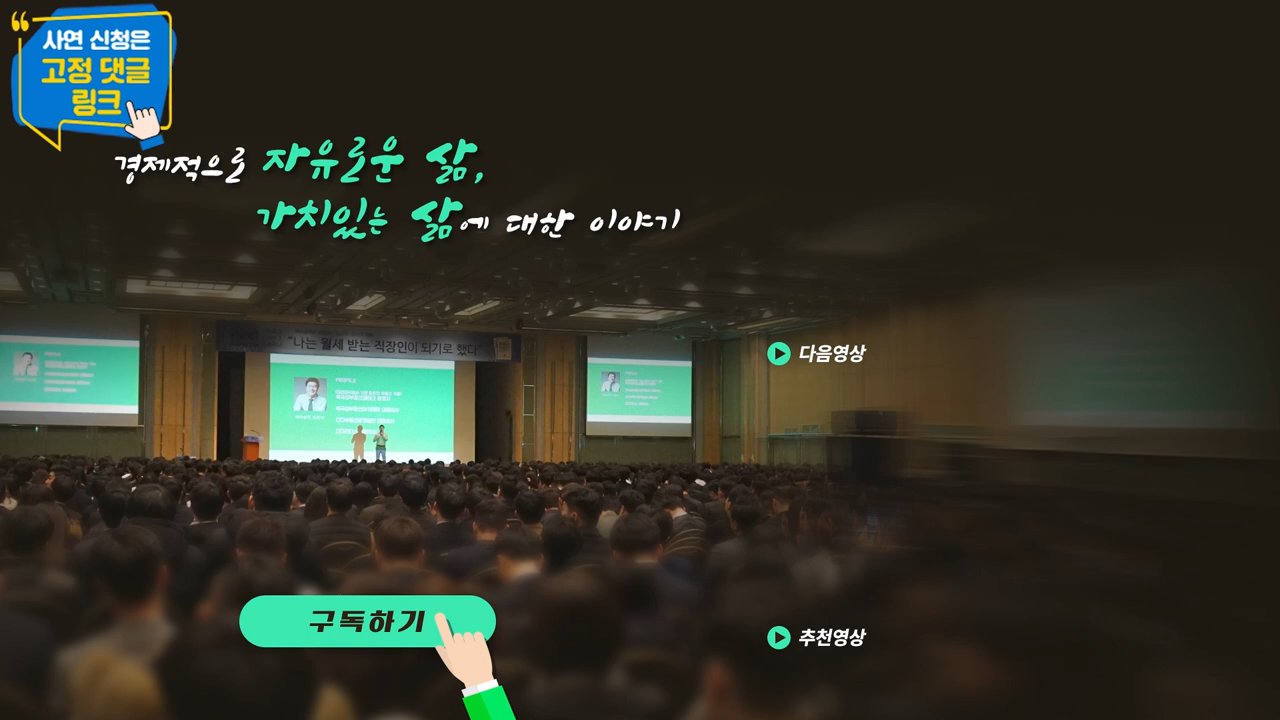 사연 신청은
고정 댓글
링크
경제적으로 자유로운 삶,
가치있는 삶에 대한 이야기
"나는 월세 받는 직장인이 되기로 했다"
다음영상
구독하기
추천영상